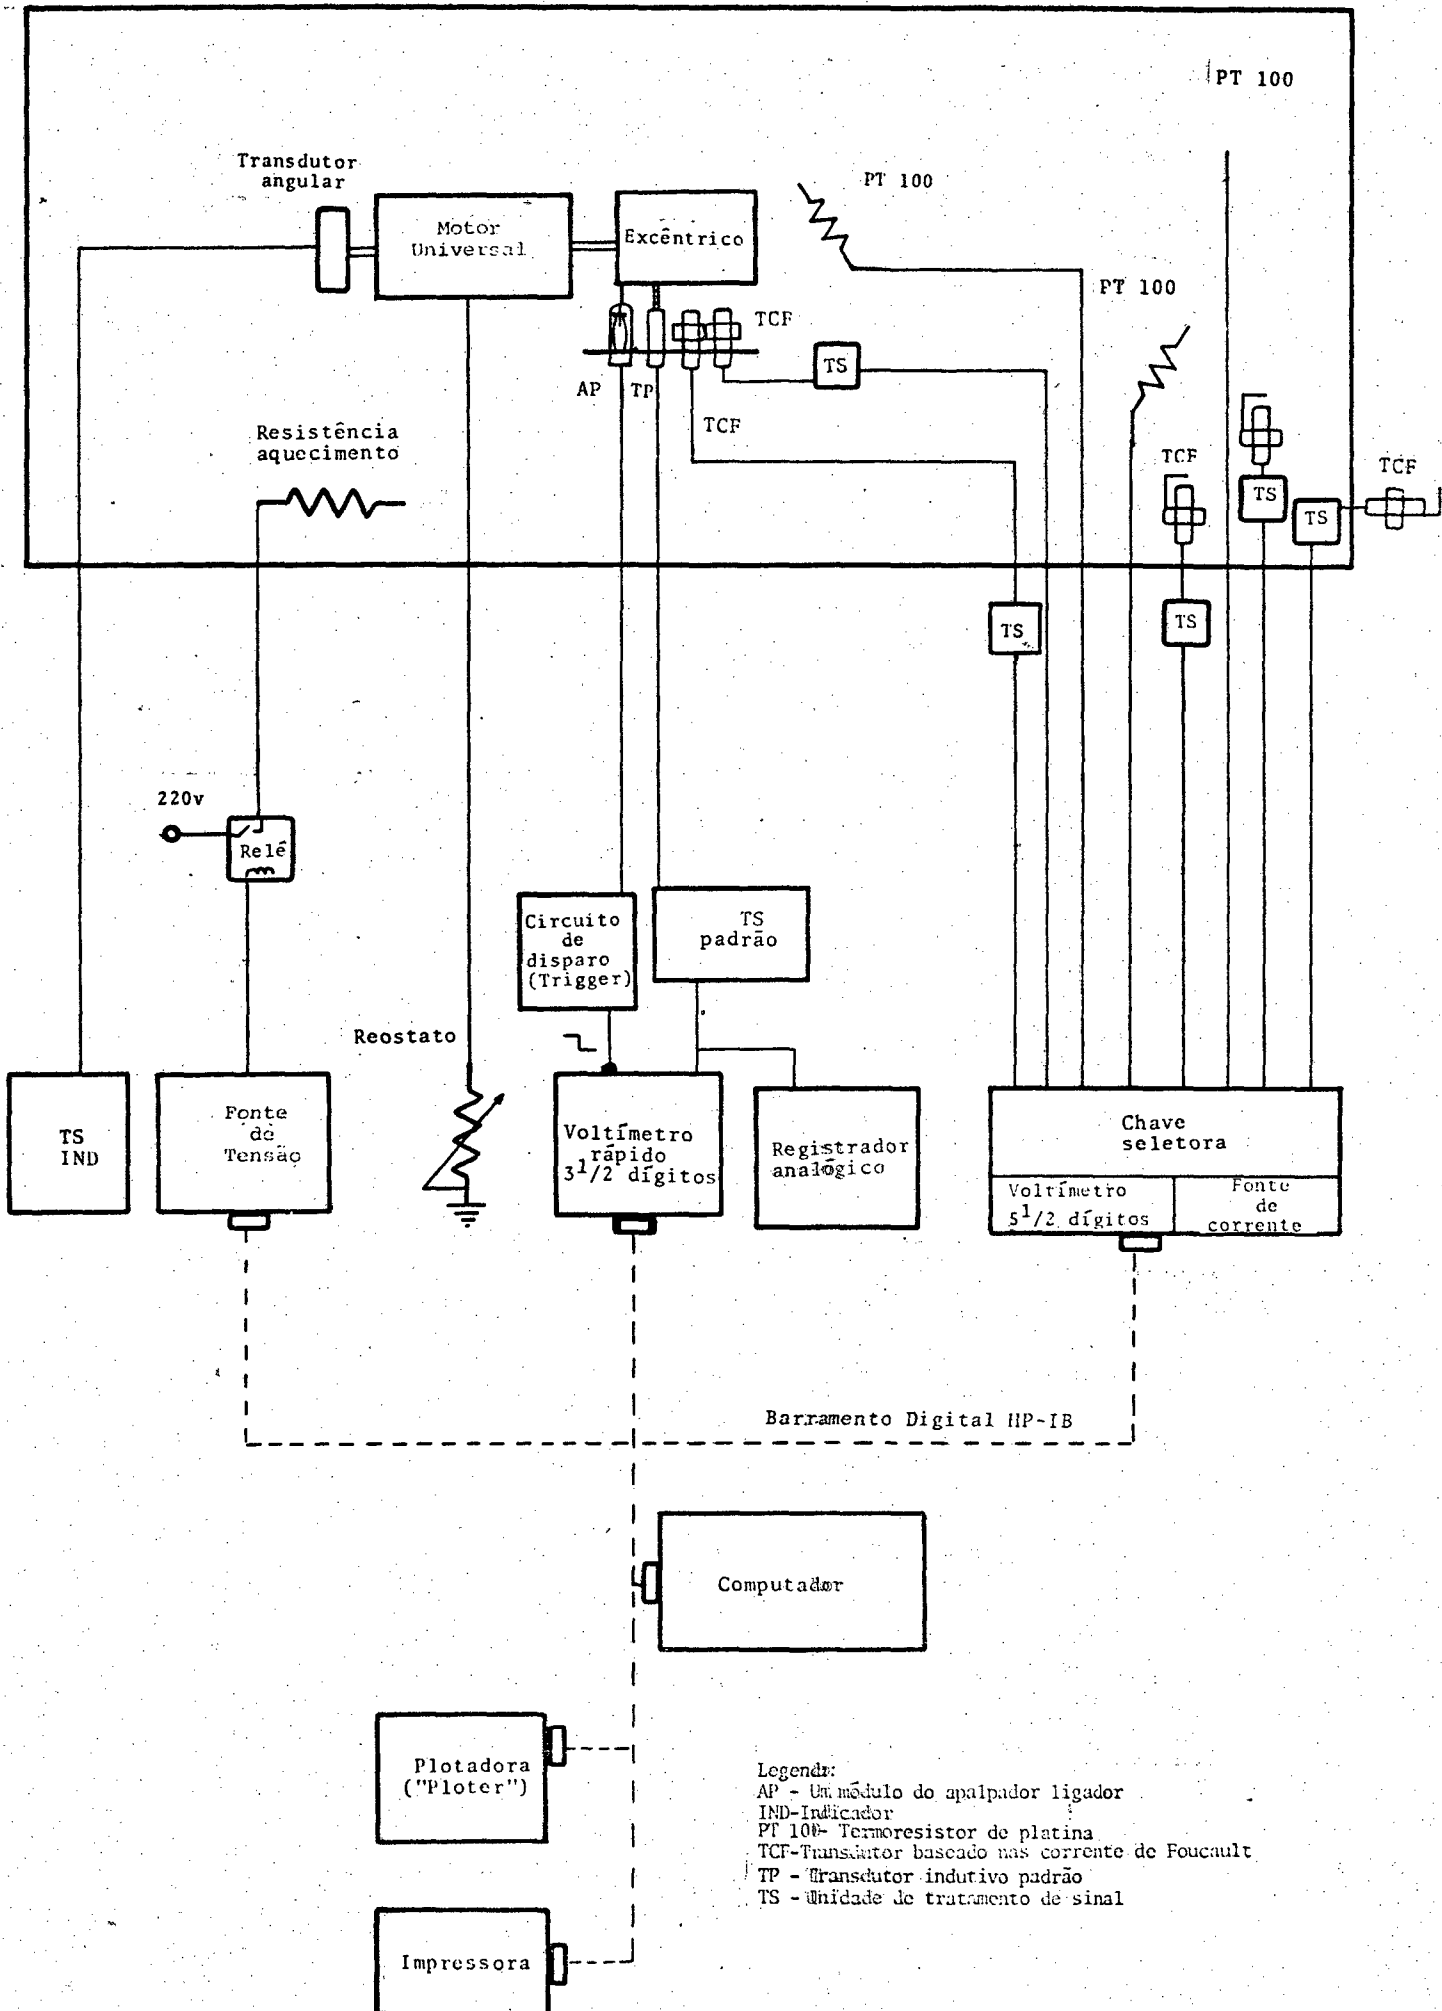 PT 100
Transdutor
angular
PT 100
Motor
Universal
Excêntrico
PT 100
TCF
TS
AP
TP
TCF
Resistência
aquecimento
TCF
TCF
TS
TS
TS
TS
220v
Relé
Circuito
de
disparo
(Trigger)
TS
padrão
Reostato
TS
IND
Fonte
de
Tensão
Voltímetro
rápido
3 1/2 dígitos
Registrador
analógico
Chave
seletora
Voltímetro
5 1/2 dígitos
Fonte
de
corrente
Barramento Digital HP-IB
Computador
Plotadora
("Ploter")
Impressora
Legenda:
AP - Um módulo do apalpador ligador
IND-Indicador
PT 100- Termoresistor de platina
TCF-Transdutor baseado nas corrente de Foucault
TP - Transdutor indutivo padrão
TS - Unidade de tratamento de sinal